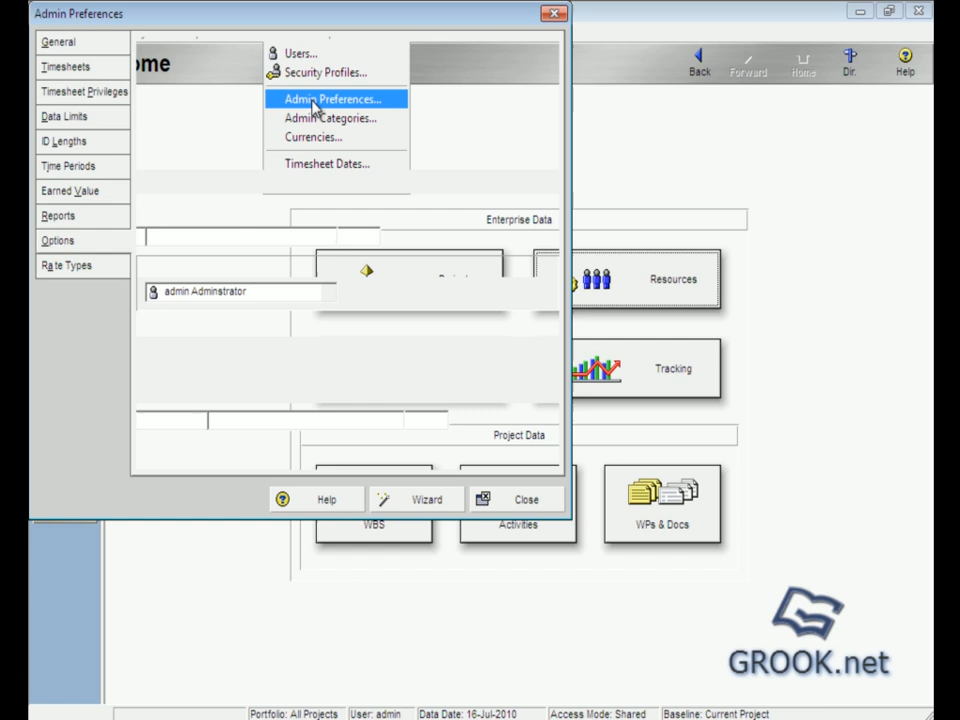 Admin Preferences
General
Timesheets
Timesheet Privileges
Data Limits
ID Lengths
Time Periods
Earned Value
Reports
Options
Rate Types
ome
Users...
Security Profiles...
Admin Preferences...
Admin Categories...
Currencies...
Timesheet Dates...
Back
Forward
Home
Dir.
Help
Enterprise Data
Resources
admin Adminstrator
Tracking
Project Data
Help
Wizard
Close
WBS
Activities
WPs & Docs
GROOK.net
Portfolio: All Projects
User: admin
Data Date: 16-Jul-2010
Access Mode: Shared
Baseline: Current Project